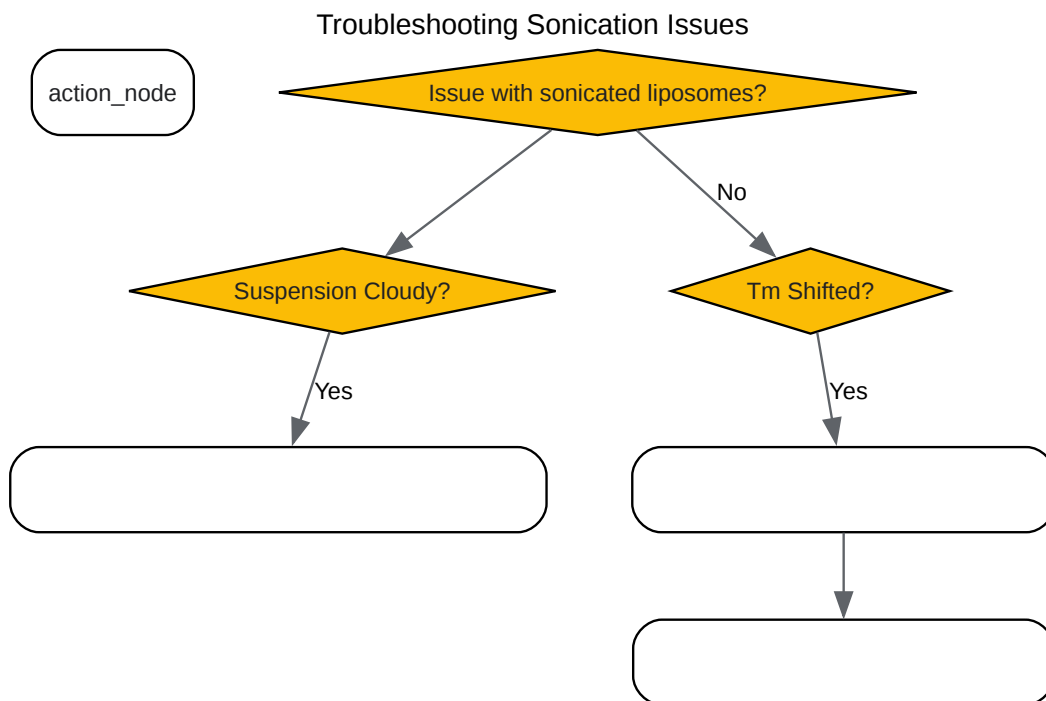 Troubleshooting Sonication Issues
action_node
Issue with sonicated liposomes?
No
Suspension Cloudy?
Tm Shifted?
Yes
Yes